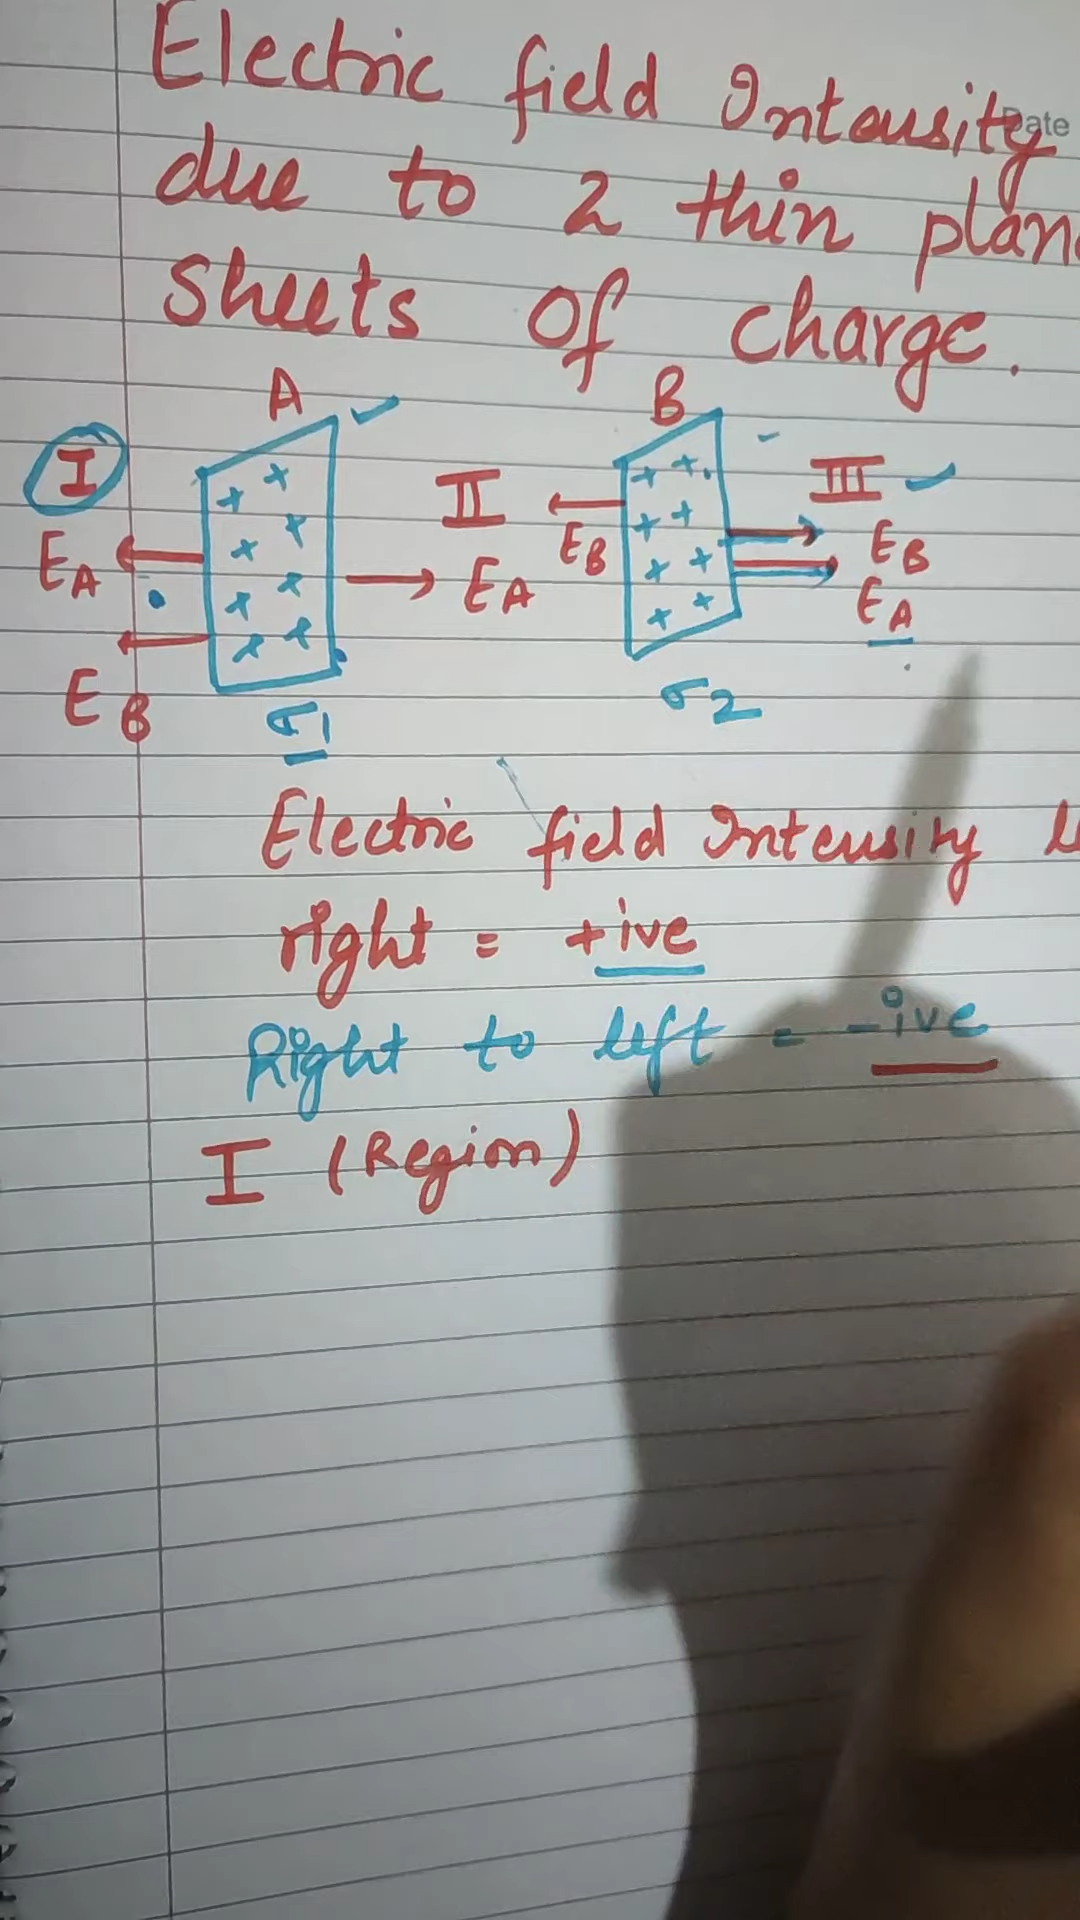 Date
Electric field Intensity
due to 2 thin plan
sheets of charge.
A B
I II III
EA EB EB
EA EA
EB
σ1 σ2
Electric field Intensity
right = +ive
Right to left = -ive
I (Region)